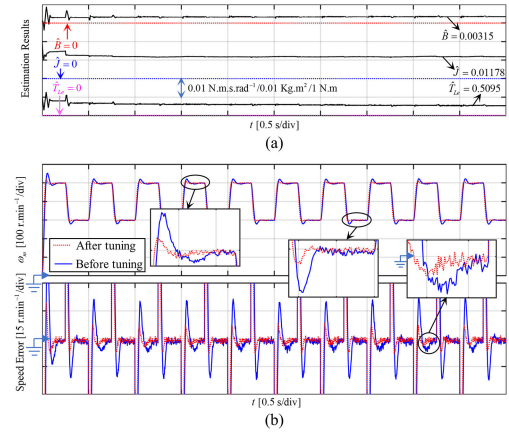 Estimation Results
B̂ = 0
B̂ = 0.00315
Ĵ = 0
Ĵ = 0.01178
T̂Le = 0
0.01 N.m.s.rad⁻¹/0.01 Kg.m²/1 N.m
T̂Le = 0.5095
t [0.5 s/div]
(a)
ωm [100 r.min⁻¹/div]
After tuning
Before tuning
Speed Error [15 r.min⁻¹/div]
t [0.5 s/div]
(b)